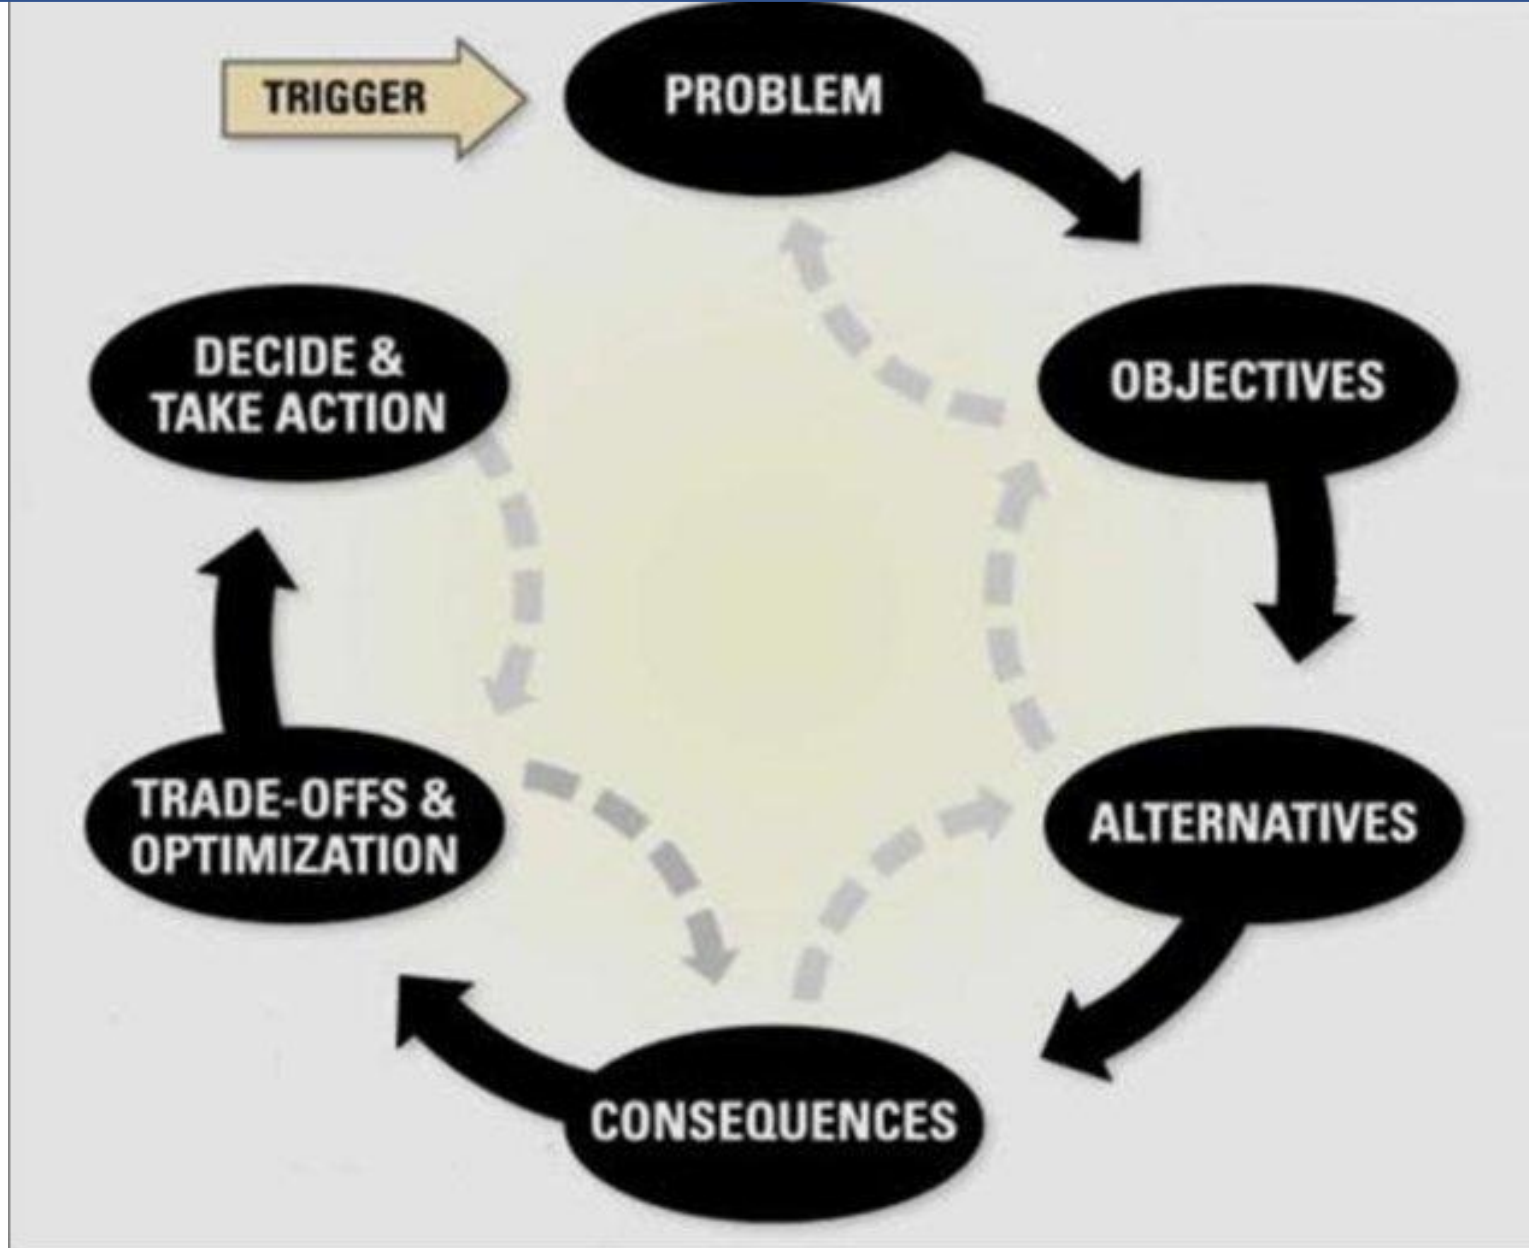 TRIGGER
PROBLEM
OBJECTIVES
ALTERNATIVES
CONSEQUENCES
TRADE-OFFS &
OPTIMIZATION
DECIDE &
TAKE ACTION